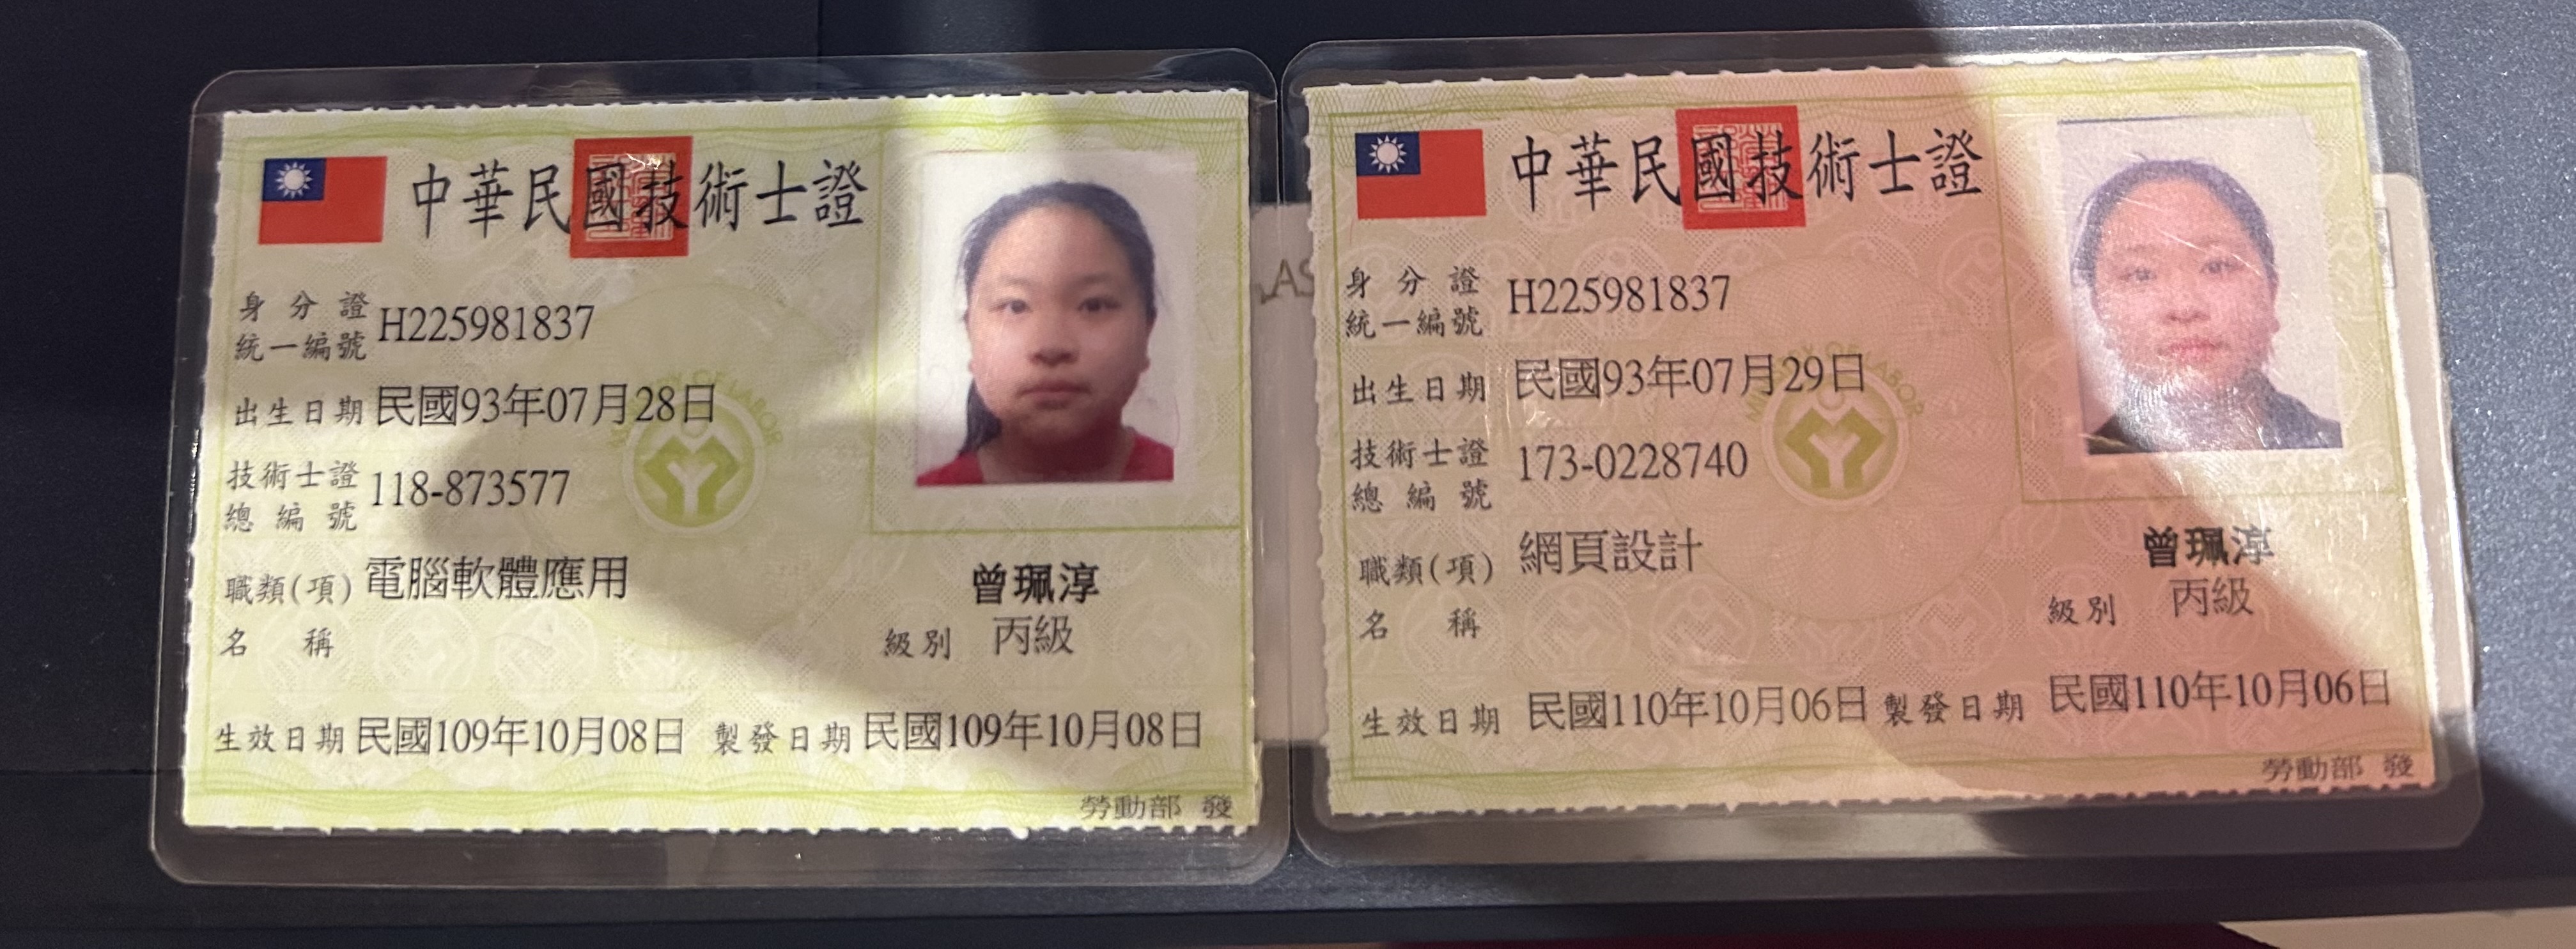 中華民國技術士證
身分證統一編號 H225981837
出生日期 民國93年07月28日
技術士證總編號 118-873577
職類(項)名稱 電腦軟體應用
曾珮淳
級別 丙級
生效日期 民國109年10月08日 製發日期 民國109年10月08日
勞動部 發
OF LABOR
AS
中華民國技術士證
身分證統一編號 H225981837
出生日期 民國93年07月29日
技術士證總編號 173-0228740
職類(項)名稱 網頁設計
曾珮淳
級別 丙級
生效日期 民國110年10月06日 製發日期 民國110年10月06日
勞動部 發
OF LABOR